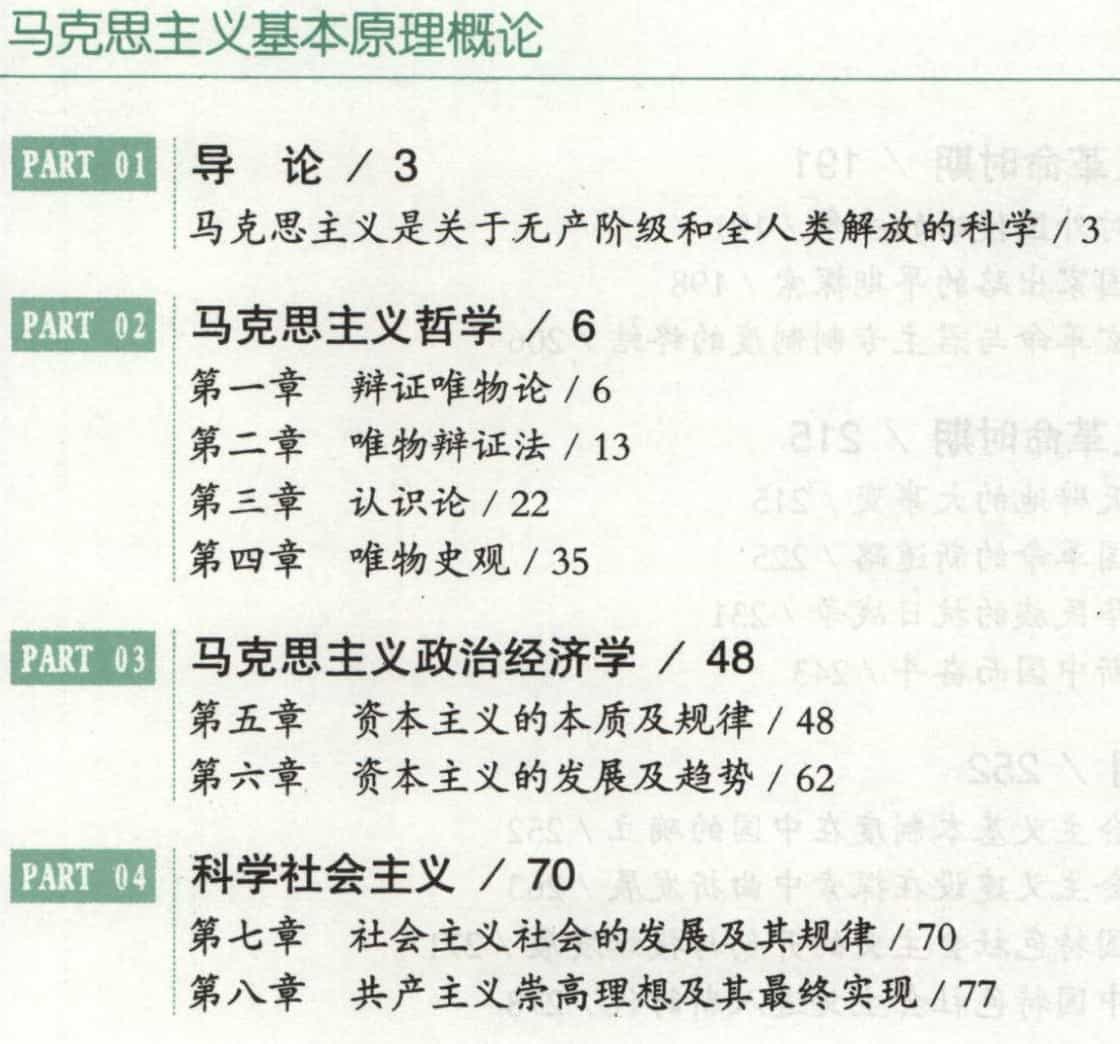 马克思主义基本原理概论
PART 01
导 论 / 3
马克思主义是关于无产阶级和全人类解放的科学 / 3
PART 02
马克思主义哲学 / 6
第一章 辩证唯物论 / 6
第二章 唯物辩证法 / 13
第三章 认识论 / 22
第四章 唯物史观 / 35
PART 03
马克思主义政治经济学 / 48
第五章 资本主义的本质及规律 / 48
第六章 资本主义的发展及趋势 / 62
PART 04
科学社会主义 / 70
第七章 社会主义社会的发展及其规律 / 70
第八章 共产主义崇高理想及其最终实现 / 77